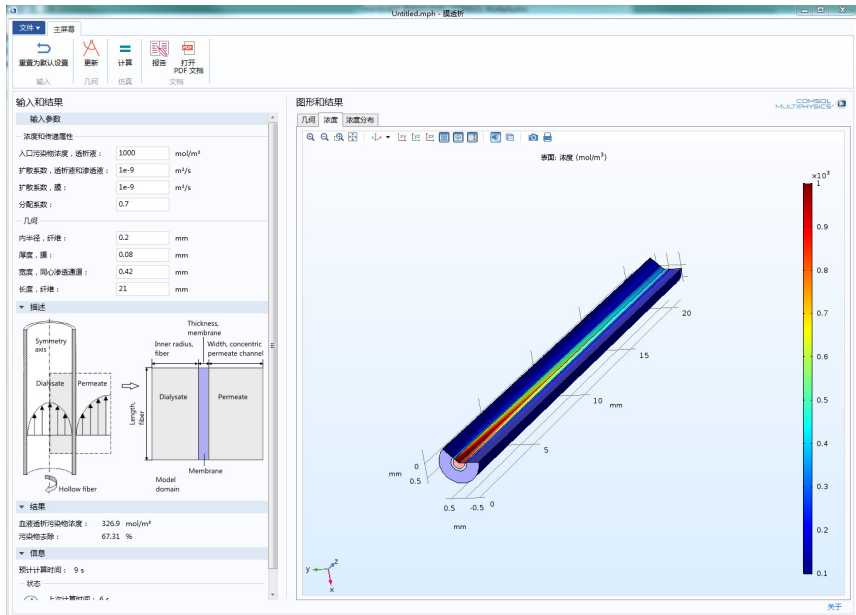 Untitled.mph - 膜透析
文件▼ 主屏幕
重置为默认设置 更新 计算 报告 打开
PDF 文档
输入 几何 仿真 文档
输入和结果
输入参数
浓度和传递属性
入口污染物浓度，透析液： 1000 mol/m³
扩散系数，透析液和渗透液： 1e-9 m²/s
扩散系数，膜： 1e-9 m²/s
分配系数： 0.7
几何
内半径，纤维： 0.2 mm
厚度，膜： 0.08 mm
宽度，同心渗透通道： 0.42 mm
长度，纤维： 21 mm
描述
Symmetry
axis
Dialysate Permeate
Hollow fiber
Thickness,
membrane
Inner radius,
fiber
Width, concentric
permeate channel
Length,
fiber
Dialysate Permeate
Membrane
Model
domain
结果
血液透析污染物浓度： 326.9 mol/m³
污染物去除： 67.31 %
信息
预计计算时间： 9 s
状态
上次计算时间： 6 s
图形和结果
COMSOL
MULTIPHYSICS
几何 浓度 浓度分布
xy yz zx
表面: 浓度 (mol/m³)
×10³
1
0.9
0.8
0.7
0.6
0.5
0.4
0.3
0.2
0.1
20
15
10 mm
5
0
mm 0
0.5
0.5 -0.5
mm
y z
x
关于